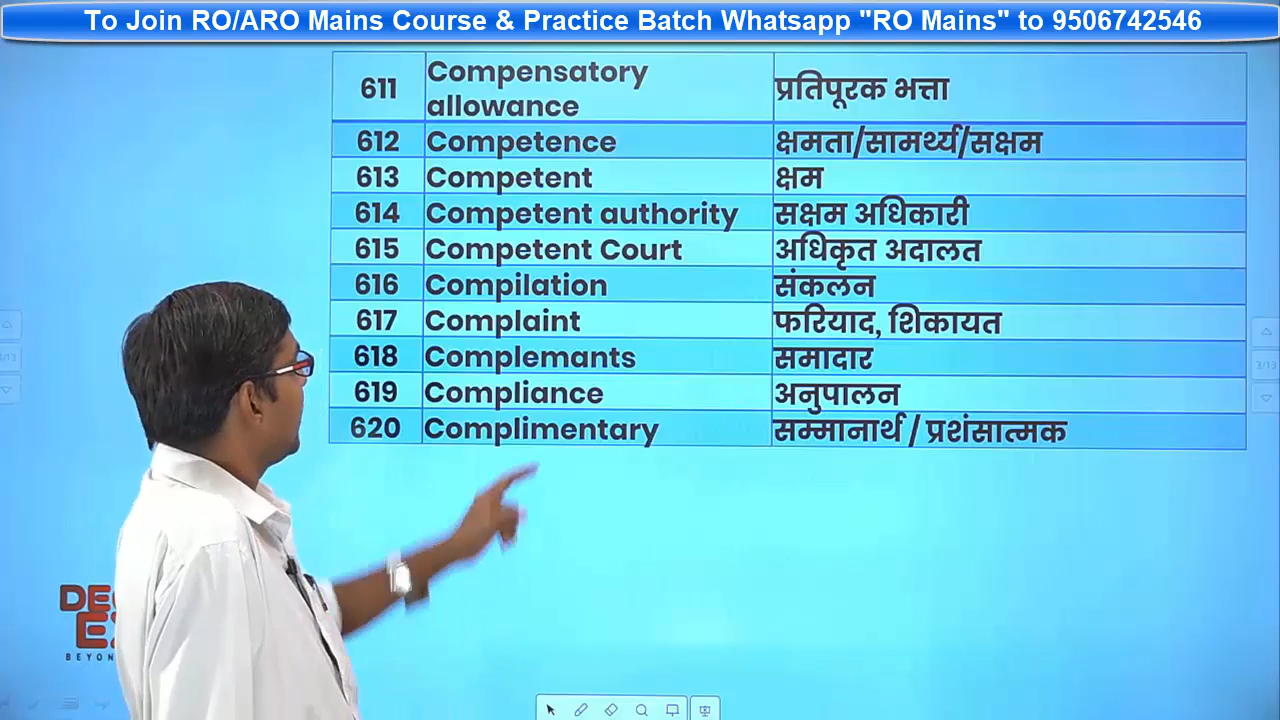 To Join RO/ARO Mains Course & Practice Batch Whatsapp "RO Mains" to 9506742546
611 Compensatory allowance प्रतिपूरक भत्ता
612 Competence क्षमता/सामर्थ्य/सक्षम
613 Competent क्षम
614 Competent authority सक्षम अधिकारी
615 Competent Court अधिकृत अदालत
616 Compilation संकलन
617 Complaint फरियाद, शिकायत
618 Complemants समादार
619 Compliance अनुपालन
620 Complimentary सम्मानार्थ / प्रशंसात्मक
3/13